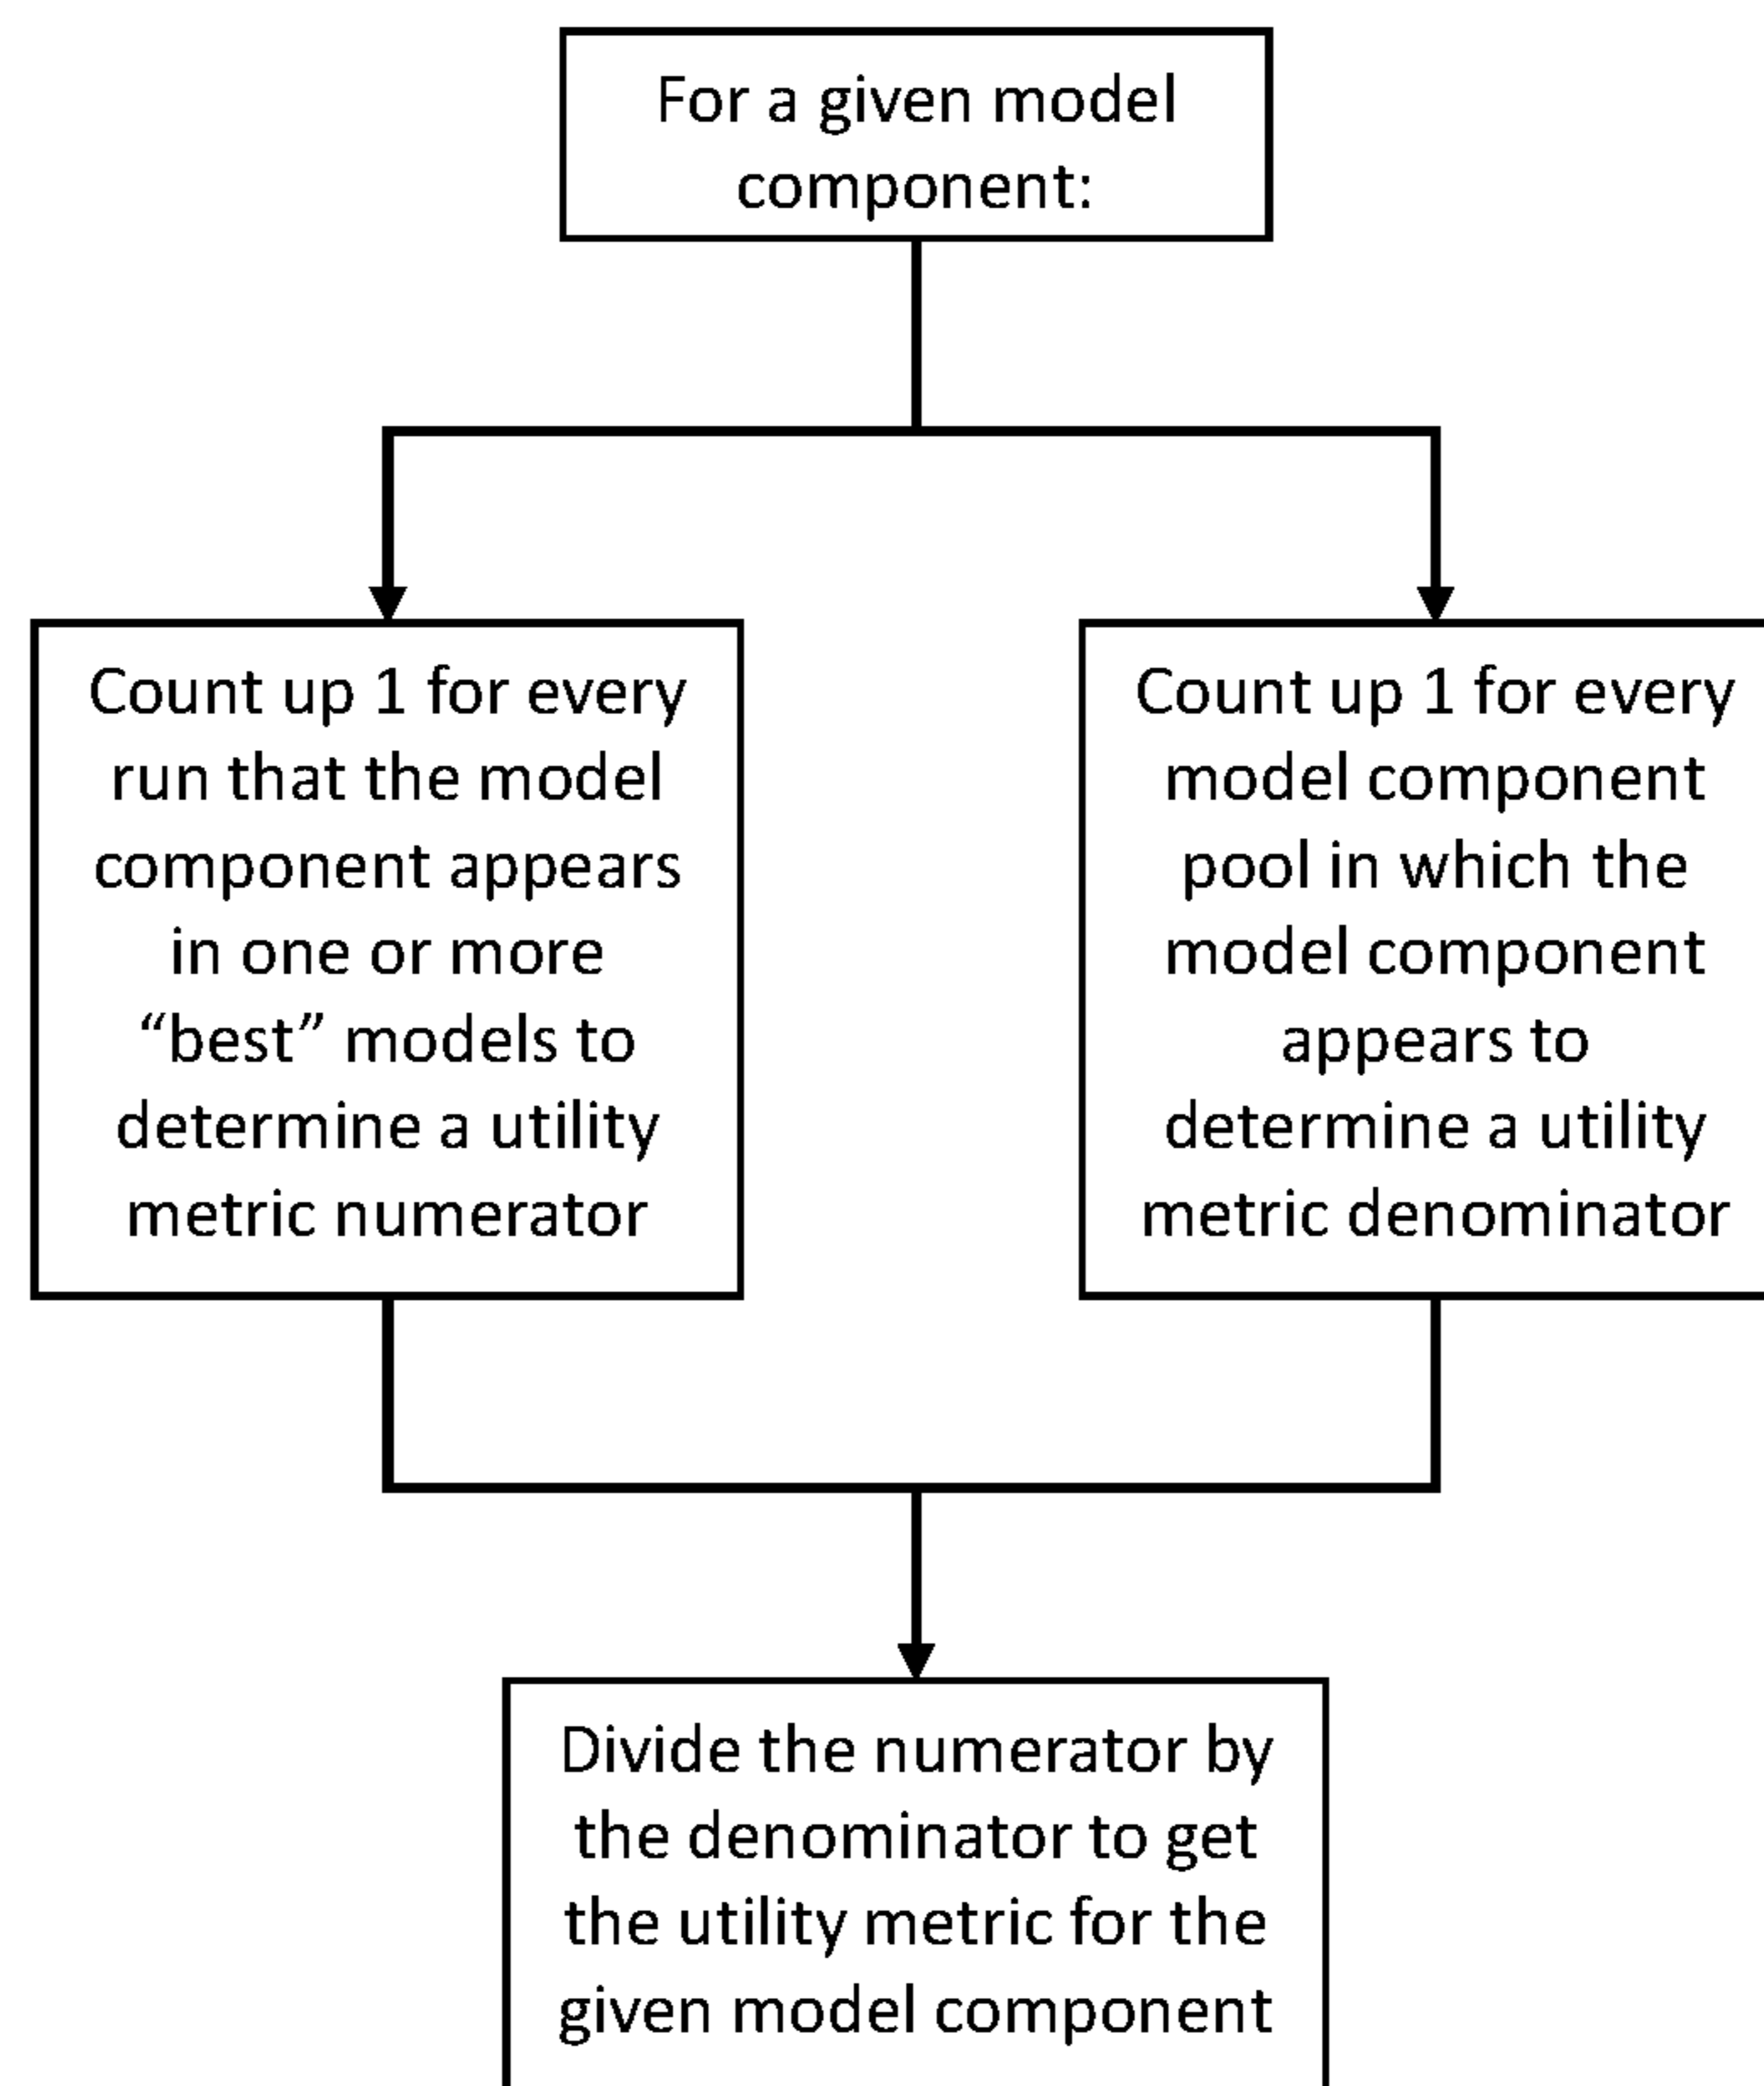 For a given model
component:
Count up 1 for every
run that the model
component appears
in one or more
“best” models to
determine a utility
metric numerator
Count up 1 for every
model component
pool in which the
model component
appears to
determine a utility
metric denominator
Divide the numerator by
the denominator to get
the utility metric for the
given model component